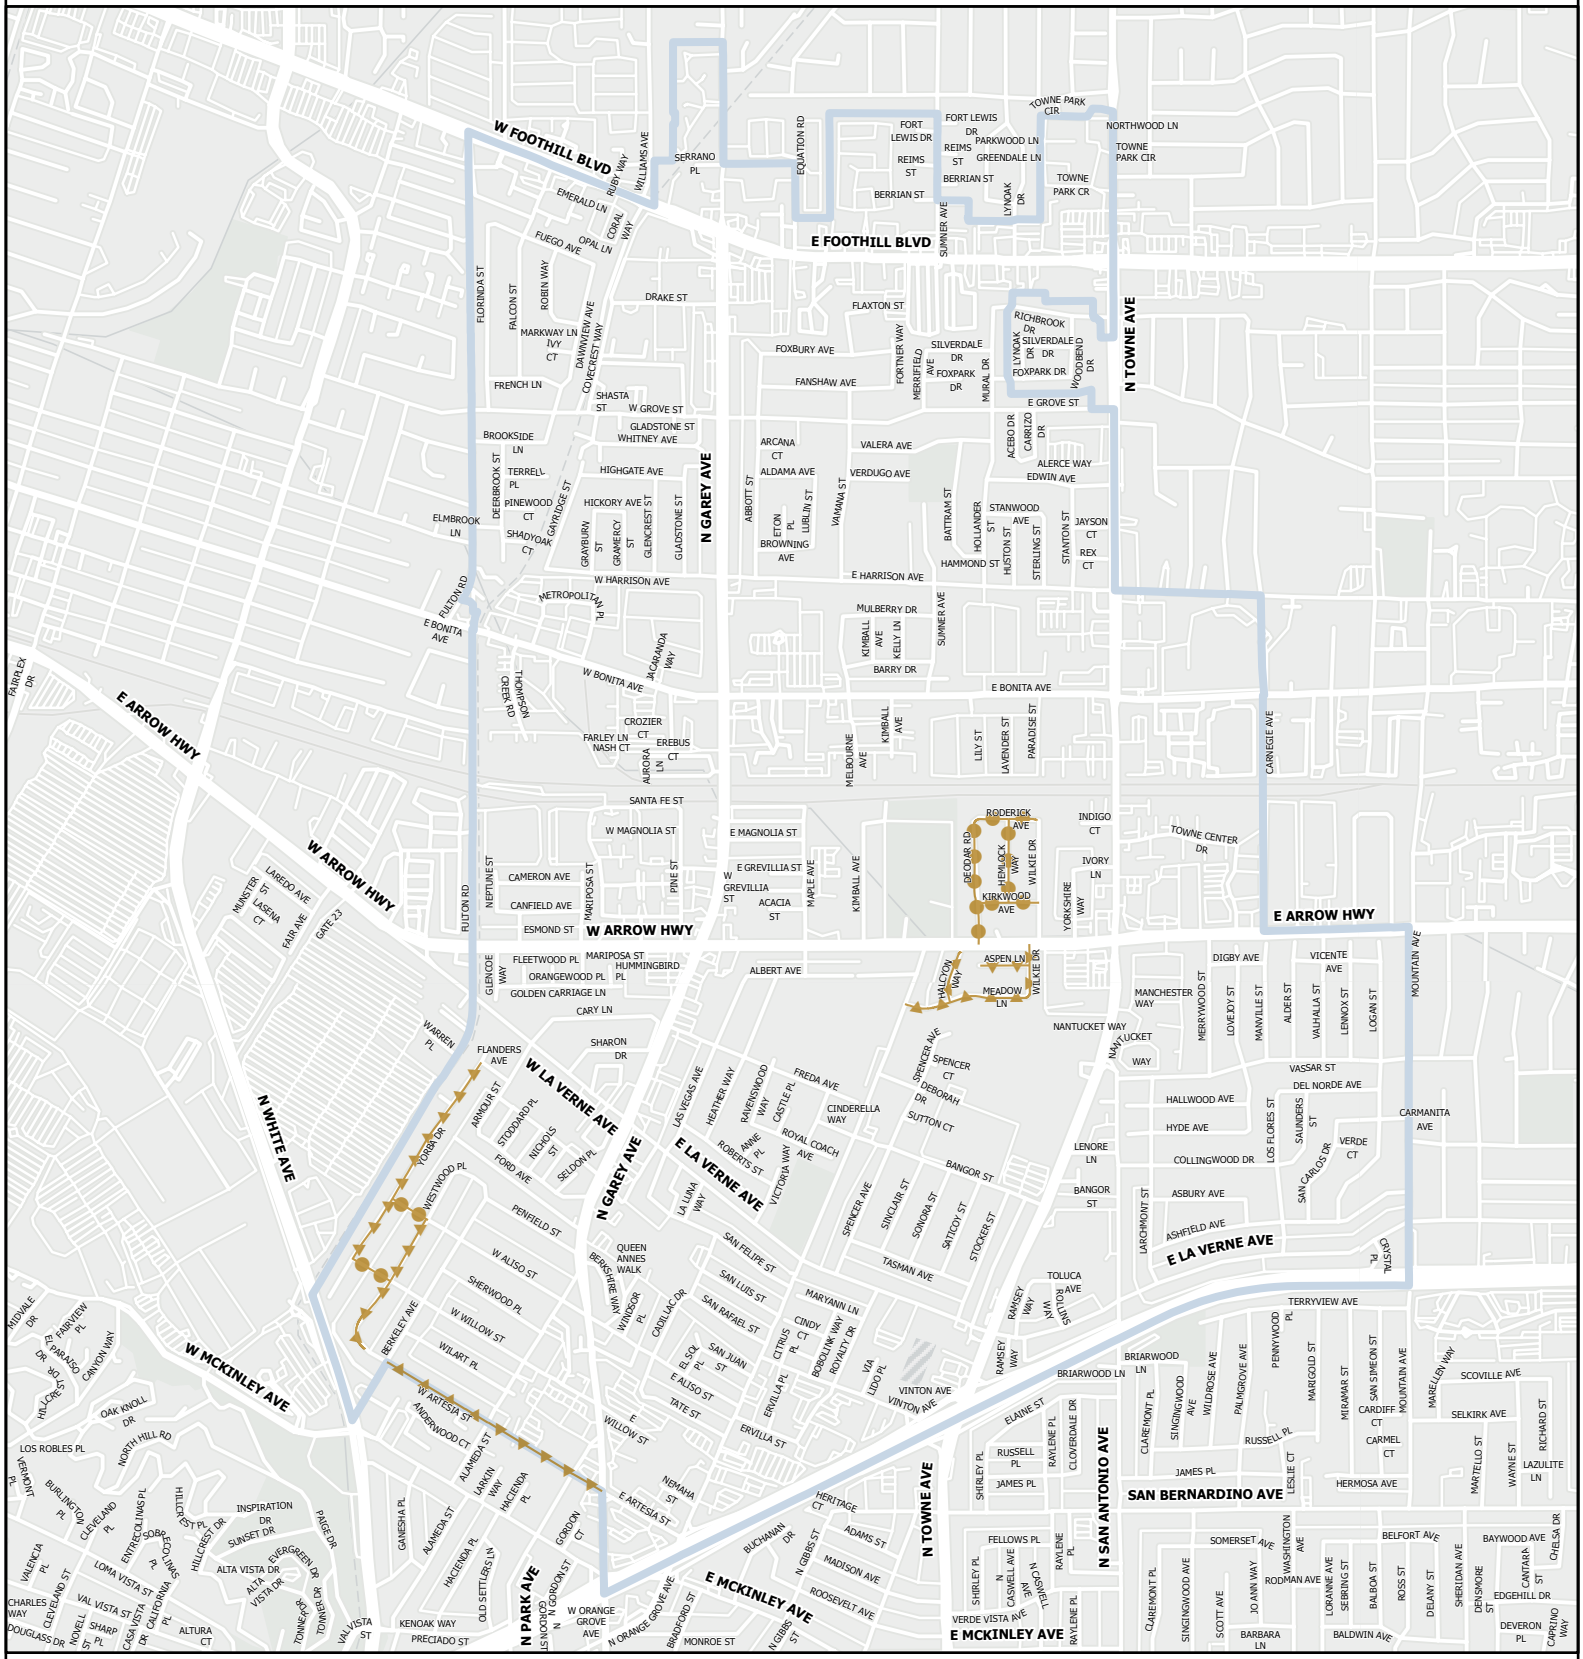 TOWNE PARK
CIR
FORT LEWIS
DR
FORT
LEWIS DR
NORTHWOOD LN
PARKWOOD LN
EQUATION RD
W FOOTHILL BLVD
WILLIAMS AVE
RUBY WAY
SERRANO
PL
REIMS
ST
REIMS
ST
GREENDALE LN
TOWNE
PARK CIR
BERRIAN ST
BERRIAN ST
LYNOAK
DR
TOWNE
PARK CR
EMERALD LN
CORAL
WAY
OPAL LN
FUEGO AVE
SUMNER AVE
E FOOTHILL BLVD
FLORINDA ST
FALCON ST
ROBIN WAY
DRAKE ST
FLAXTON ST
N TOWNE AVE
RICHBROOK
DR
MARKWAY LN
IVY
CT
DAWNVIEW AVE
COVECREST WAY
FOXBURY AVE
FORTNER WAY
MERRIFIELD
AVE
SILVERDALE
DR
LYNOAK
DR
SILVERDALE
DR
WOODBEND
DR
FOXPARK
DR
MURAL DR
FOXPARK DR
FRENCH LN
FANSHAW AVE
SHASTA
ST
W GROVE ST
E GROVE ST
GLADSTONE ST
WHITNEY AVE
BROOKSIDE
LN
ACEBO DR
CARRIZO
DR
ARCANA
CT
VALERA AVE
N GAREY AVE
DEERBROOK ST
TERRELL
PL
HIGHGATE AVE
ALDAMA AVE
VERDUGO AVE
ALERCE WAY
EDWIN AVE
PINEWOOD
CT
GAYRIDGE ST
HICKORY AVE
GRAYBURN
ST
GRAMERCY
ST
GLENCREST ST
GLADSTONE ST
ABBOTT ST
ETON
PL
LUBLIN ST
VAMANA ST
BATTRAM ST
HOLLANDER
ST
STANWOOD
AVE
HUSTON ST
STERLING ST
STANTON ST
JAYSON
CT
ELMBROOK
LN
SHADYOAK
CT
BROWNING
AVE
REX
CT
HAMMOND ST
W HARRISON AVE
E HARRISON AVE
FULTON RD
METROPOLITAN
PL
E BONITA
AVE
MULBERRY DR
SUMNER AVE
KIMBALL
AVE
KELLY LN
JACARANDA
WAY
BARRY DR
FAIRPLEX
DR
THOMPSON
CREEK RD
W BONITA AVE
E BONITA AVE
E ARROW HWY
CROZIER
CT
FARLEY LN
NASH CT
AURORA
LN
EREBUS
CT
MELBOURNE
AVE
KIMBALL
AVE
LILY ST
LAVENDER ST
PARADISE ST
CARNEGIE AVE
SANTA FE ST
W MAGNOLIA ST
E MAGNOLIA ST
RODERICK
AVE
INDIGO
CT
TOWNE CENTER
DR
W ARROW HWY
DEODAR RD
HEMLOCK
WAY
WILKIE DR
IVORY
LN
LAREDO AVE
MUNSTER
ST
LASENA
CT
FAIR AVE
GATE 23
FULTON RD
NEPTUNE ST
CAMERON AVE
CANFIELD AVE
MARIPOSA ST
PINE ST
W
GREVILLIA
ST
E GREVILLIA ST
MAPLE AVE
KIMBALL AVE
ACACIA
ST
KIRKWOOD
AVE
YORKSHIRE
WAY
ESMOND ST
W ARROW HWY
E ARROW HWY
GLENCOE
WAY
FLEETWOOD PL
MARIPOSA ST
HUMMINGBIRD
PL
ORANGEWOOD PL
GOLDEN CARRIAGE LN
ALBERT AVE
HALCYON
WAY
ASPEN LN
MEADOW
LN
WILKIE DR
DIGBY AVE
VICENTE
AVE
MOUNTAIN AVE
MANCHESTER
WAY
MERRYWOOD ST
LOVEJOY ST
MANVILLE ST
ALDER ST
VALHALLA ST
LENNOX ST
LOGAN ST
CARY LN
WARREN
PL
FLANDERS
AVE
SHARON
DR
NANTUCKET WAY
NANTUCKET
WAY
W LA VERNE AVE
SPENCER AVE
SPENCER
CT
DEBORAH
DR
SUTTON CT
VASSAR ST
DEL NORDE AVE
N WHITE AVE
YORBA DR
ARMOUR ST
STODDARD PL
NICHOLS
ST
SELDON PL
FORD AVE
WESTWOOD PL
LAS VEGAS AVE
HEATHER WAY
RAVENSWOOD
WAY
CASTLE PL
FREDA AVE
CINDERELLA
WAY
HALLWOOD AVE
HYDE AVE
LOS FLORES ST
SAUNDERS
ST
CARMANITA
AVE
VERDE
CT
ANNE
PL
ROBERTS ST
ROYAL COACH
AVE
VICTORIA WAY
E LA VERNE AVE
N GAREY AVE
LA LUNA
WAY
LENORE
LN
COLLINGWOOD DR
SAN CARLOS DR
BANGOR ST
BANGOR
ST
ASBURY AVE
LARCHMONT ST
ASHFIELD AVE
E LA VERNE AVE
CRYSTAL
PL
PENFIELD ST
SPENCER AVE
SINCLAIR ST
SONORA ST
SATICOY ST
STOCKER ST
QUEEN
ANNES
WALK
BERKSHIRE WAY
WINDSOR
PL
W ALISO ST
SHERWOOD PL
SAN FELIPE ST
TASMAN AVE
SAN LUIS ST
MARYANN LN
TOLUCA
AVE
ROLLINS
WAY
RAMSEY
WAY
TERRYVIEW AVE
MIDVALE
DR
FAIRVIEW
PL
EL PARAISO
DR
CANYON WAY
W MCKINLEY AVE
BERKELEY AVE
W WILLOW ST
WILART PL
CADILLAC DR
SAN RAFAEL ST
EL SOL
PL
SAN JUAN
ST
CITRUS
PL
CINDY
CT
BOBOLINK WAY
ROYALTY DR
VIA
LIDO PL
VINTON AVE
VINTON AVE
RAMSEY
WAY
BRIARWOOD
LN
BRIARWOOD LN
PENNYWOOD
PL
MARIGOLD ST
MIRAMAR ST
SAN SIMEON ST
MOUNTAIN AVE
MARELLEN WAY
SCOVILLE AVE
HILLCREST DR
OAK KNOLL
DR
W ARTESIA ST
ANDERWOOD CT
E ALISO ST
TATE ST
ERVILLA PL
ERVILLA ST
E
WILLOW ST
ELAINE ST
CLAREMONT PL
SINGINGWOOD
AVE
WILDROSE AVE
PALMGROVE AVE
CARDIFF
CT
SELKIRK AVE
RICHARD ST
LOS ROBLES PL
NORTH HILL RD
ALAMEDA ST
LARKIN
WAY
HACIENDA
PL
RUSSELL
PL
RAYLENE PL
CLOVERDALE DR
RUSSELL PL
CARMEL
CT
MARTELLO ST
WAYNE ST
LAZULITE
LN
VERMONT
PL
BURLINGTON
PL
CLEVELAND
PL
N TOWNE AVE
SHIRLEY PL
JAMES PL
N SAN ANTONIO AVE
JAMES PL
LESLIE CT
HERMOSA AVE
SAN BERNARDINO AVE
NEMAHA
ST
E ARTESIA ST
HERITAGE
CT
ADAMS ST
ENTRECOLINAS PL
HILLCREST PL
HILLCREST DR
INSPIRATION
DR
SUNSET DR
PAIGE DR
GANESHA PL
ALAMEDA ST
GORDON
CT
BUCHANAN
DR
N GIBBS ST
MADISON AVE
FELLOWS PL
RAYLENE
PL
SOMERSET AVE
WASHINGTON
AVE
BELFORT AVE
BAYWOOD AVE
CHELSA DR
VALENCIA
PL
CLEVELAND ST
LOMA VISTA ST
ALTA VISTA DR
ALTA
VISTA DR
EVERGREEN DR
TONNER DR
HACIENDA PL
OLD SETTLERS LN
N PARK AVE
N GORDON ST
N
GORDON ST
E MCKINLEY AVE
ROOSEVELT AVE
SHIRLEY PL
N
CASWELL AVE
N CASWELL
AVE
RAYLENE PL
CLAREMONT PL
SINGINGWOOD AVE
SCOTT AVE
JO ANN WAY
RODMAN AVE
LORANNE AVE
SEBRING ST
BALBOA ST
ROSS ST
DELANY ST
SHERIDAN AVE
DENSMORE
ST
CANTARA
ST
EDGEHILL DR
CHARLES
WAY
VAL VISTA ST
CALIFORNIA
PL
CASA VISTA
DR
NOVELL
ST
SHARP
PL
DOUGLASS DR
ALTURA
CT
TONNER
DR
VAL VISTA
ST
KENOAK WAY
PRECIADO ST
W ORANGE
GROVE
AVE
N ORANGE GROVE AVE
BRADFORD ST
MONROE ST
N GIBBS
ST
VERDE VISTA AVE
E MCKINLEY AVE
BARBARA
LN
BALDWIN AVE
DEVERON
PL
CAPRINO
WAY